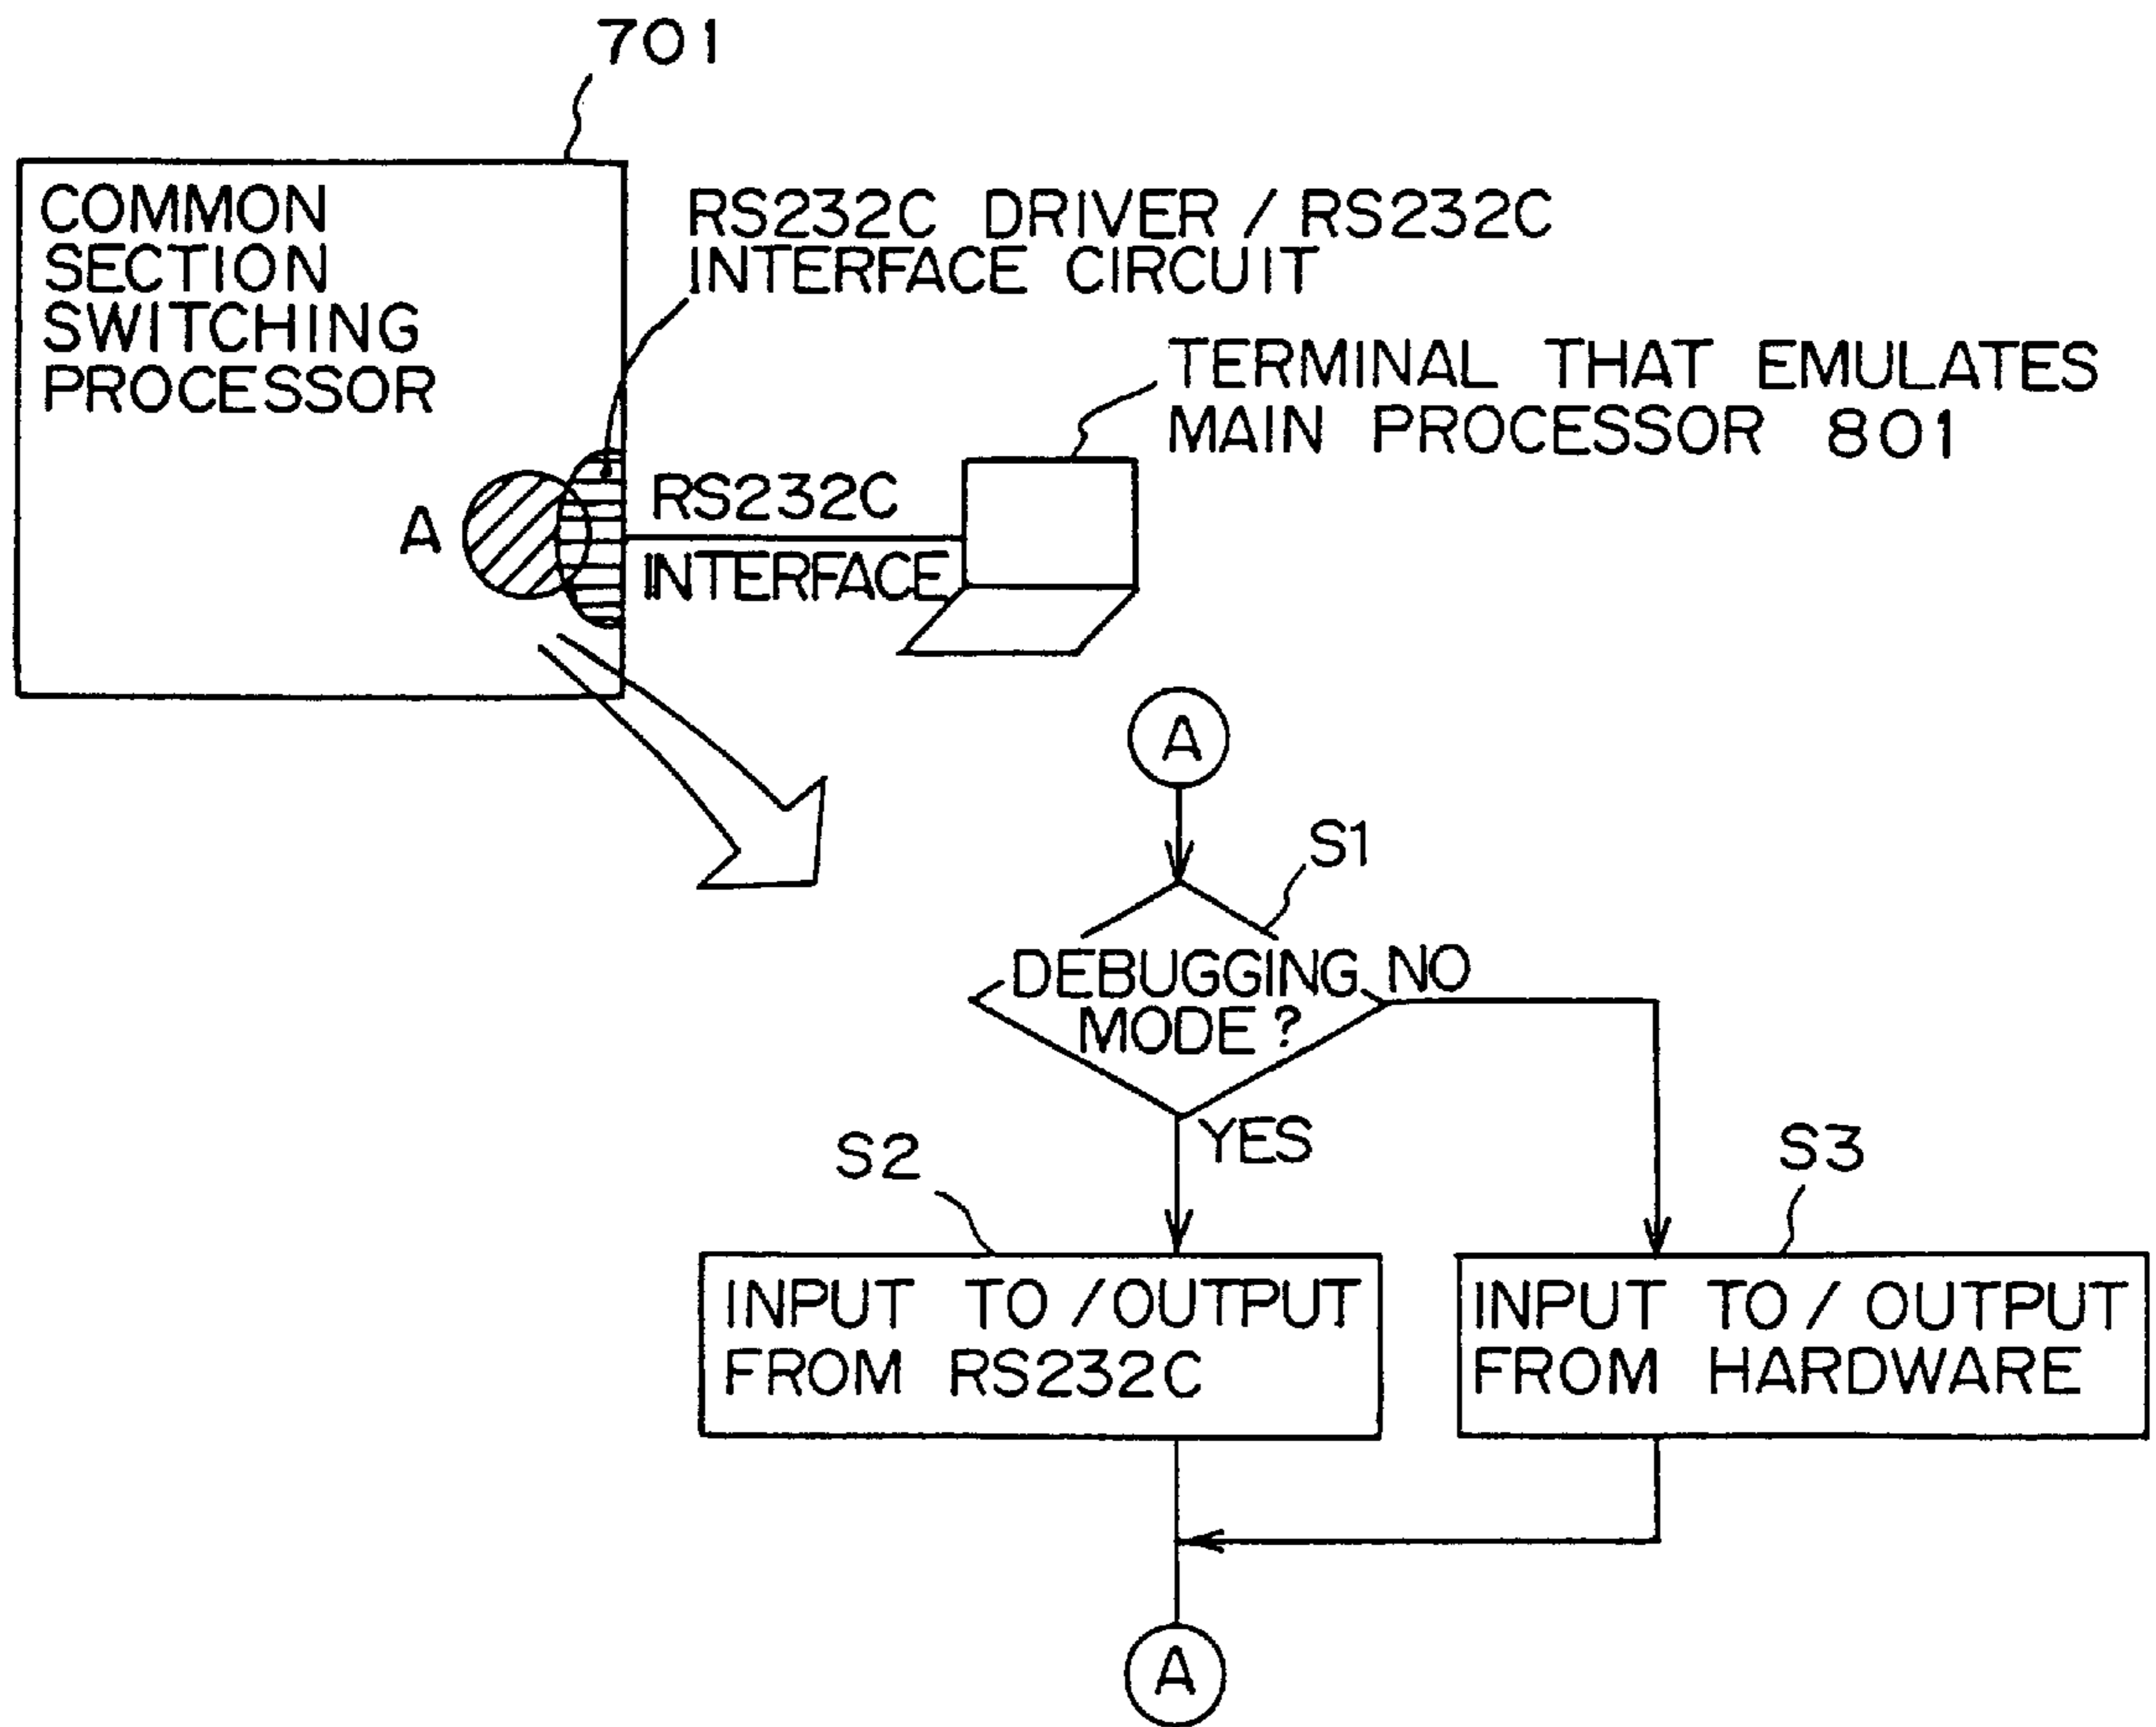 701
COMMON
SECTION
SWITCHING
PROCESSOR
RS232C DRIVER / RS232C
INTERFACE CIRCUIT
TERMINAL THAT EMULATES
MAIN PROCESSOR 801
A
RS232C
INTERFACE
A
S1
DEBUGGING
MODE ?
NO
YES
S2
S3
INPUT TO /OUTPUT
FROM RS232C
INPUT TO / OUTPUT
FROM HARDWARE
A